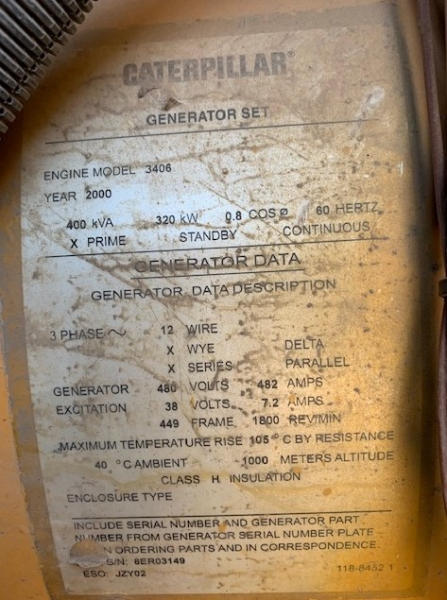 CATERPILLAR®
GENERATOR SET
ENGINE MODEL 3406
YEAR 2000
400 kVA 320 kW 0.8 COS ø 60 HERTZ
X PRIME STANDBY CONTINUOUS
GENERATOR DATA
GENERATOR DATA DESCRIPTION
3 PHASE ~ 12 WIRE
X WYE DELTA
X SERIES PARALLEL
GENERATOR 480 VOLTS 482 AMPS
EXCITATION 38 VOLTS 7.2 AMPS
449 FRAME 1800 REV/MIN
MAXIMUM TEMPERATURE RISE 105 °C BY RESISTANCE
40 °C AMBIENT 1000 METERS ALTITUDE
CLASS H INSULATION
ENCLOSURE TYPE
INCLUDE SERIAL NUMBER AND GENERATOR PART
NUMBER FROM GENERATOR SERIAL NUMBER PLATE
ORDERING PARTS AND IN CORRESPONDENCE.
S/N: 8ER03149
ESO: JZY02 118-8452 1